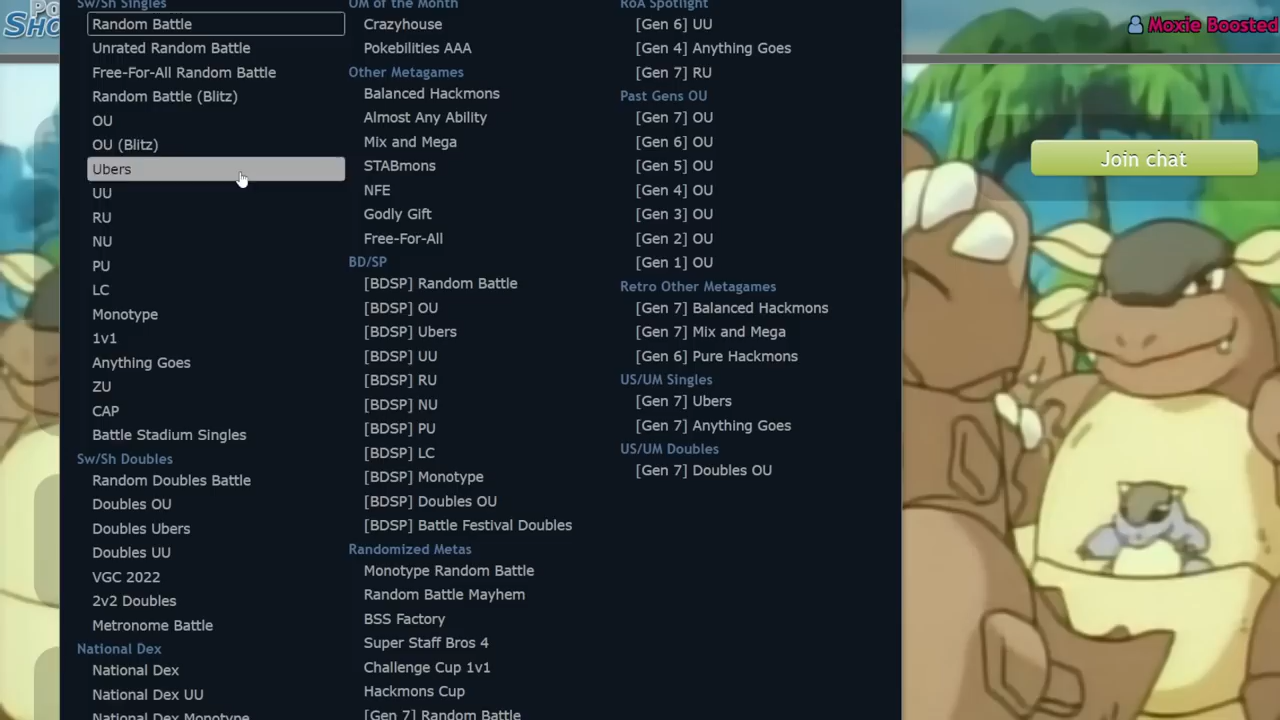 Sw/Sh Singles
Random Battle
Unrated Random Battle
Free-For-All Random Battle
Random Battle (Blitz)
OU
OU (Blitz)
Ubers
UU
RU
NU
PU
LC
Monotype
1v1
Anything Goes
ZU
CAP
Battle Stadium Singles
Sw/Sh Doubles
Random Doubles Battle
Doubles OU
Doubles Ubers
Doubles UU
VGC 2022
2v2 Doubles
Metronome Battle
National Dex
National Dex
National Dex UU
National Dex Monotype
OM of the Month
Crazyhouse
Pokebilities AAA
Other Metagames
Balanced Hackmons
Almost Any Ability
Mix and Mega
STABmons
NFE
Godly Gift
Free-For-All
BD/SP
[BDSP] Random Battle
[BDSP] OU
[BDSP] Ubers
[BDSP] UU
[BDSP] RU
[BDSP] NU
[BDSP] PU
[BDSP] LC
[BDSP] Monotype
[BDSP] Doubles OU
[BDSP] Battle Festival Doubles
Randomized Metas
Monotype Random Battle
Random Battle Mayhem
BSS Factory
Super Staff Bros 4
Challenge Cup 1v1
Hackmons Cup
[Gen 7] Random Battle
RoA Spotlight
[Gen 6] UU
[Gen 4] Anything Goes
[Gen 7] RU
Past Gens OU
[Gen 7] OU
[Gen 6] OU
[Gen 5] OU
[Gen 4] OU
[Gen 3] OU
[Gen 2] OU
[Gen 1] OU
Retro Other Metagames
[Gen 7] Balanced Hackmons
[Gen 7] Mix and Mega
[Gen 6] Pure Hackmons
US/UM Singles
[Gen 7] Ubers
[Gen 7] Anything Goes
US/UM Doubles
[Gen 7] Doubles OU
Moxie Boosted
Join chat